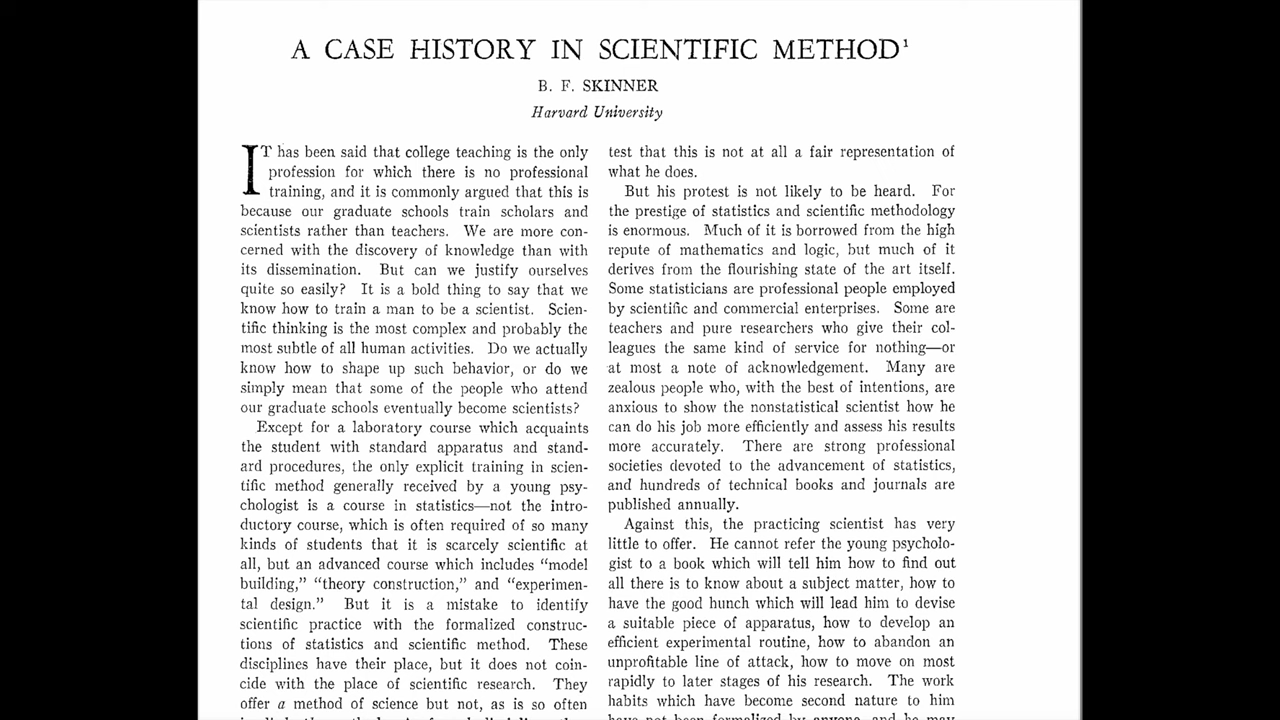 A CASE HISTORY IN SCIENTIFIC METHOD¹
B. F. SKINNER
Harvard University
IT has been said that college teaching is the only
profession for which there is no professional
training, and it is commonly argued that this is
because our graduate schools train scholars and
scientists rather than teachers. We are more con-
cerned with the discovery of knowledge than with
its dissemination. But can we justify ourselves
quite so easily? It is a bold thing to say that we
know how to train a man to be a scientist. Scien-
tific thinking is the most complex and probably the
most subtle of all human activities. Do we actually
know how to shape up such behavior, or do we
simply mean that some of the people who attend
our graduate schools eventually become scientists?
Except for a laboratory course which acquaints
the student with standard apparatus and stand-
ard procedures, the only explicit training in scien-
tific method generally received by a young psy-
chologist is a course in statistics—not the intro-
ductory course, which is often required of so many
kinds of students that it is scarcely scientific at
all, but an advanced course which includes “model
building,” “theory construction,” and “experimen-
tal design.” But it is a mistake to identify
scientific practice with the formalized construc-
tions of statistics and scientific method. These
disciplines have their place, but it does not coin-
cide with the place of scientific research. They
offer a method of science but not, as is so often
test that this is not at all a fair representation of
what he does.
But his protest is not likely to be heard. For
the prestige of statistics and scientific methodology
is enormous. Much of it is borrowed from the high
repute of mathematics and logic, but much of it
derives from the flourishing state of the art itself.
Some statisticians are professional people employed
by scientific and commercial enterprises. Some are
teachers and pure researchers who give their col-
leagues the same kind of service for nothing—or
at most a note of acknowledgement. Many are
zealous people who, with the best of intentions, are
anxious to show the nonstatistical scientist how he
can do his job more efficiently and assess his results
more accurately. There are strong professional
societies devoted to the advancement of statistics,
and hundreds of technical books and journals are
published annually.
Against this, the practicing scientist has very
little to offer. He cannot refer the young psycholo-
gist to a book which will tell him how to find out
all there is to know about a subject matter, how to
have the good hunch which will lead him to devise
a suitable piece of apparatus, how to develop an
efficient experimental routine, how to abandon an
unprofitable line of attack, how to move on most
rapidly to later stages of his research. The work
habits which have become second nature to him
have not been formalized by anyone, and he may